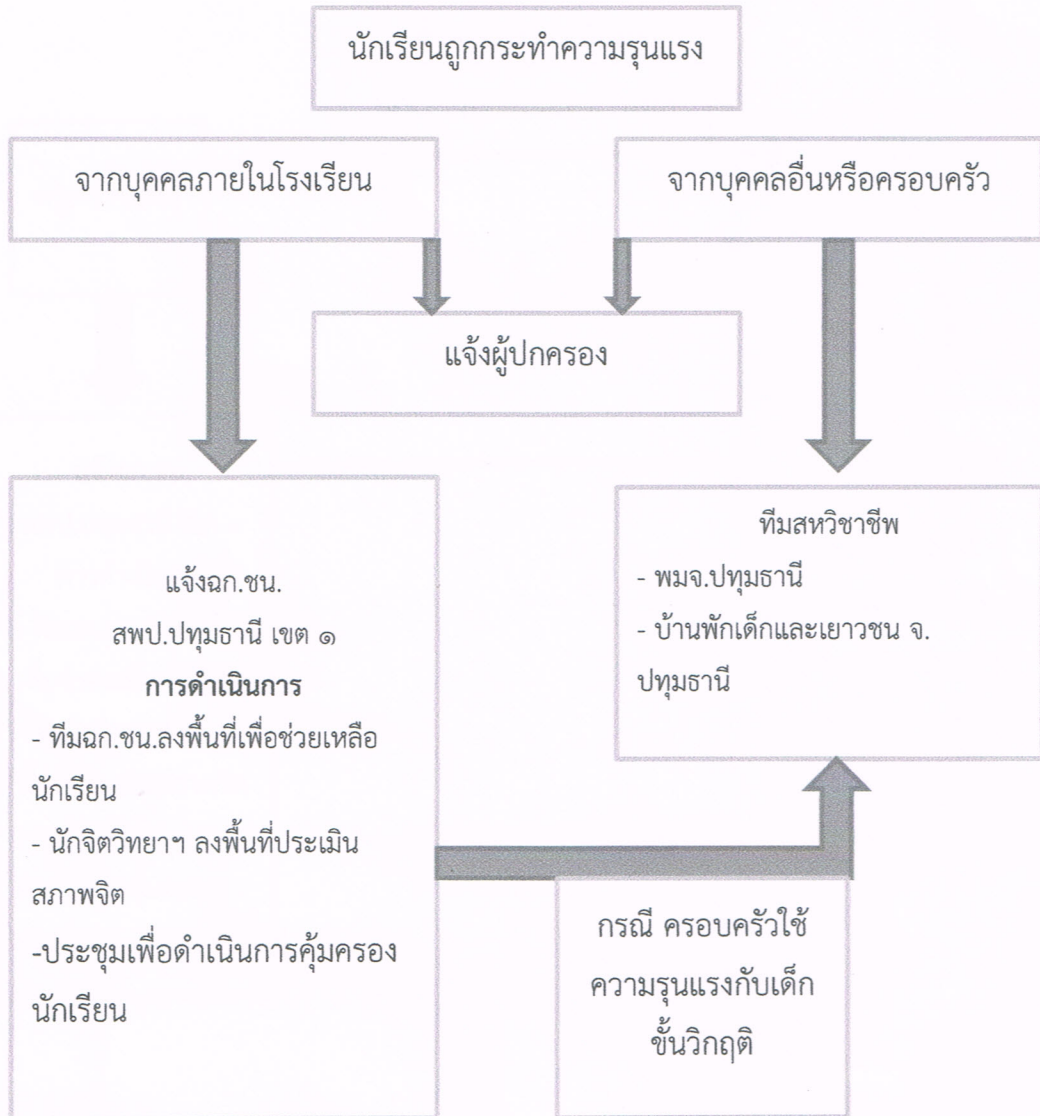 นักเรียนถูกกระทำความรุนแรง
จากบุคคลภายในโรงเรียน
จากบุคคลอื่นหรือครอบครัว
แจ้งผู้ปกครอง
แจ้งฉก.ชน.
สพป.ปทุมธานี เขต ๑
การดำเนินการ
- ทีมฉก.ชน.ลงพื้นที่เพื่อช่วยเหลือ
นักเรียน
- นักจิตวิทยาฯ ลงพื้นที่ประเมิน
สภาพจิต
-ประชุมเพื่อดำเนินการคุ้มครอง
นักเรียน
ทีมสหวิชาชีพ
- พมจ.ปทุมธานี
- บ้านพักเด็กและเยาวชน จ.
ปทุมธานี
กรณี ครอบครัวใช้
ความรุนแรงกับเด็ก
ขั้นวิกฤติ